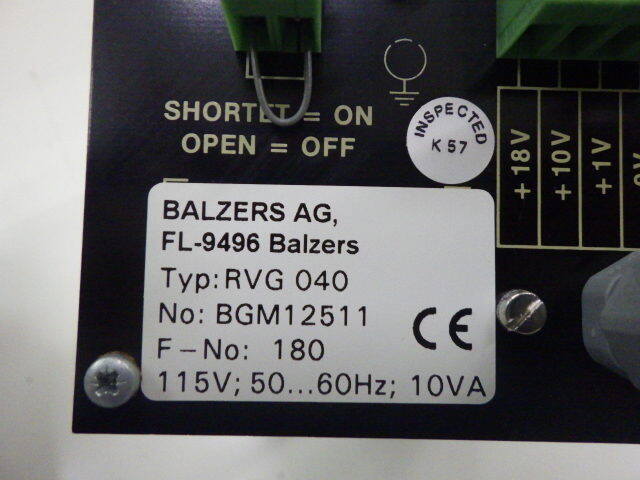 SHORTET = ON
OPEN = OFF
INSPECTED
K 57
+18V
+10V
+1V
BALZERS AG,
FL-9496 Balzers
Typ: RVG 040
No: BGM12511
F-No: 180
CE
115V; 50...60Hz; 10VA